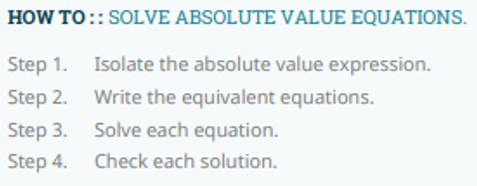 HOW TO : : SOLVE ABSOLUTE VALUE EQUATIONS.
Step 1. Isolate the absolute value expression.
Step 2. Write the equivalent equations.
Step 3. Solve each equation.
Step 4. Check each solution.